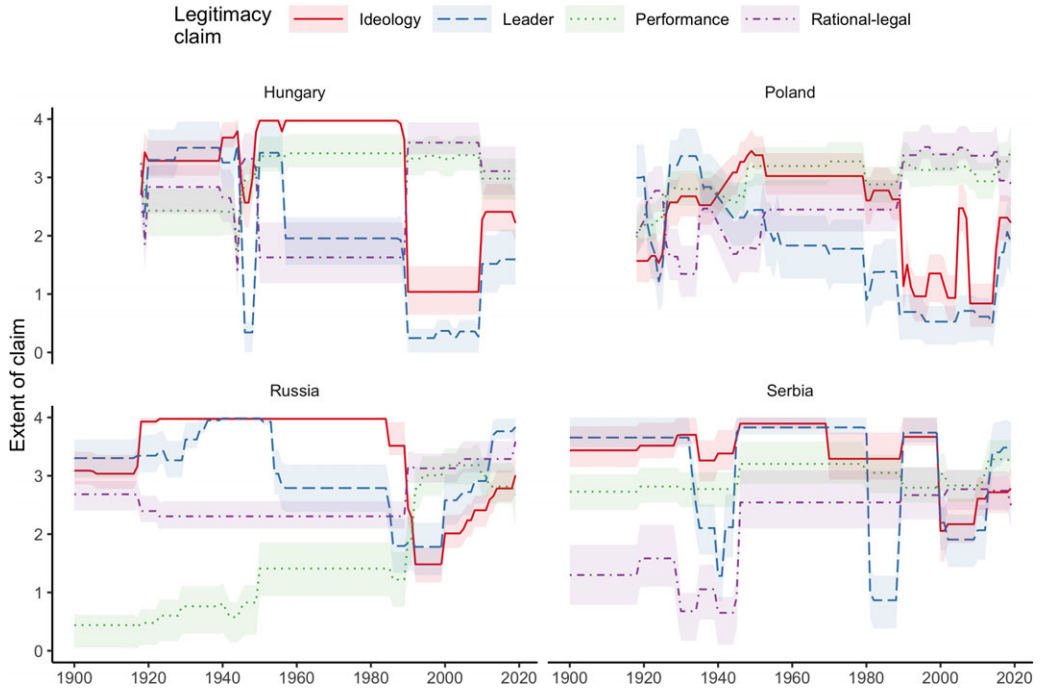 Legitimacy
claim
Ideology
Leader
Performance
Rational-legal
Hungary
Poland
4
3
2
1
0
Extent of claim
Russia
Serbia
4
3
2
1
0
1900 1920 1940 1960 1980 2000 2020 1900 1920 1940 1960 1980 2000 2020